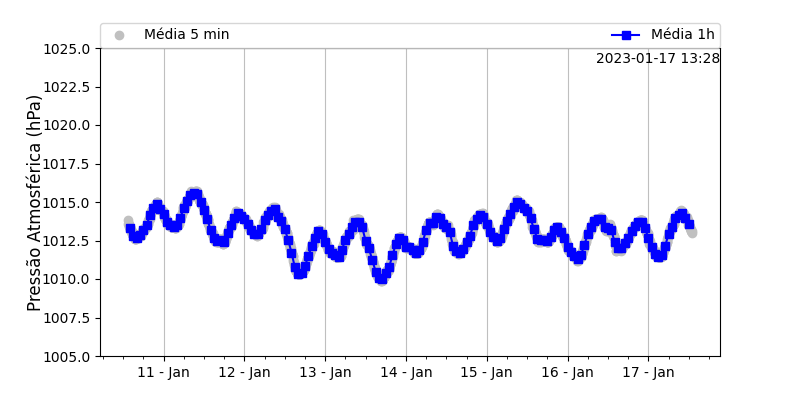 Média 5 min
Média 1h
2023-01-17 13:28
Pressão Atmosférica (hPa)
1025.0
1022.5
1020.0
1017.5
1015.0
1012.5
1010.0
1007.5
1005.0
11 - Jan
12 - Jan
13 - Jan
14 - Jan
15 - Jan
16 - Jan
17 - Jan